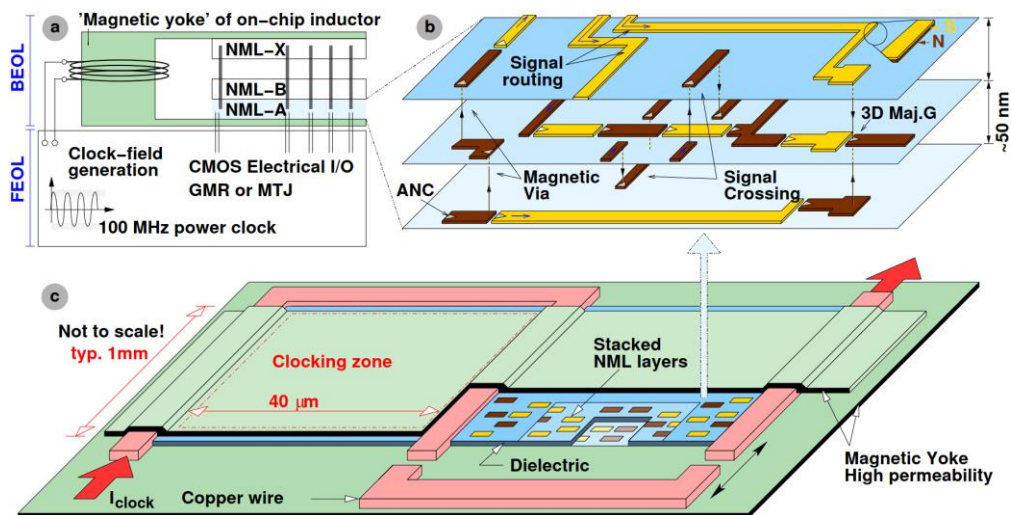 a
'Magnetic yoke' of on-chip inductor
BEOL
NML-X
NML-B
NML-A
FEOL
Clock-field
generation
CMOS Electrical I/O
GMR or MTJ
100 MHz power clock
b
Signal
routing
S
N
3D Maj.G
~50 nm
Magnetic
Via
Signal
Crossing
ANC
c
Not to scale!
typ. 1mm
Clocking zone
40 µm
Stacked
NML layers
Dielectric
Magnetic Yoke
High permeability
Iclock
Copper wire